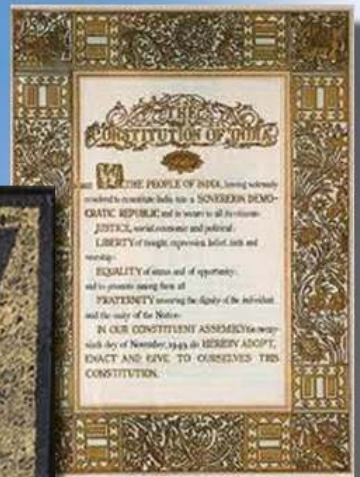 THE
CONSTITUTION OF INDIA
WE, THE PEOPLE OF INDIA, having solemnly
resolved to constitute India into a SOVEREIGN DEMO-
CRATIC REPUBLIC and to secure to all its citizens:
JUSTICE, social, economic and political;
LIBERTY of thought, expression, belief, faith and
worship;
EQUALITY of status and of opportunity;
and to promote among them all
FRATERNITY assuring the dignity of the individual
and the unity of the Nation;
IN OUR CONSTITUENT ASSEMBLY this twenty-
sixth day of November, 1949, do HEREBY ADOPT,
ENACT AND GIVE TO OURSELVES THIS
CONSTITUTION.